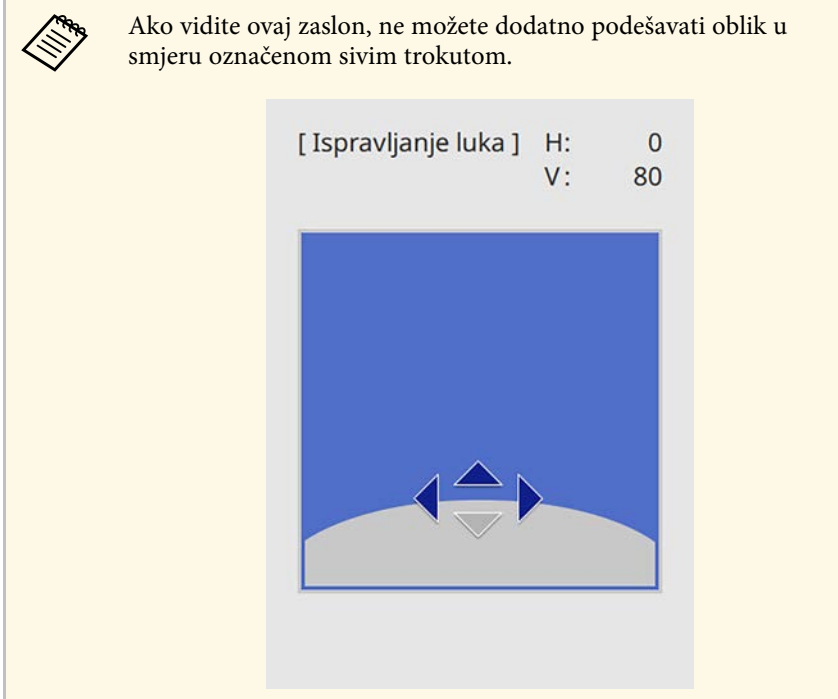 Ako vidite ovaj zaslon, ne možete dodatno podešavati oblik u
smjeru označenom sivim trokutom.
[ Ispravljanje luka ] H: 0
V: 80